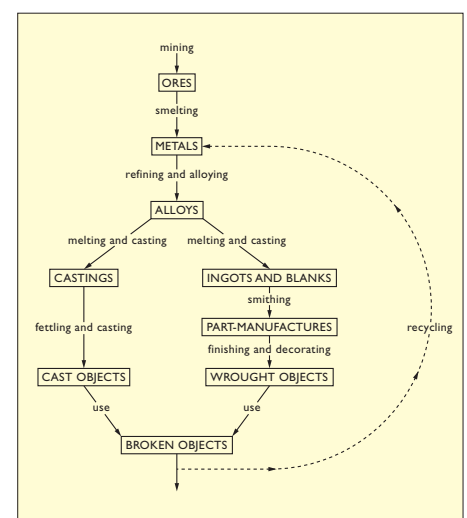 mining
ORES
smelting
METALS
refining and alloying
ALLOYS
melting and casting
melting and casting
CASTINGS
INGOTS AND BLANKS
smithing
fettling and casting
PART-MANUFACTURES
recycling
finishing and decorating
CAST OBJECTS
WROUGHT OBJECTS
use
use
BROKEN OBJECTS